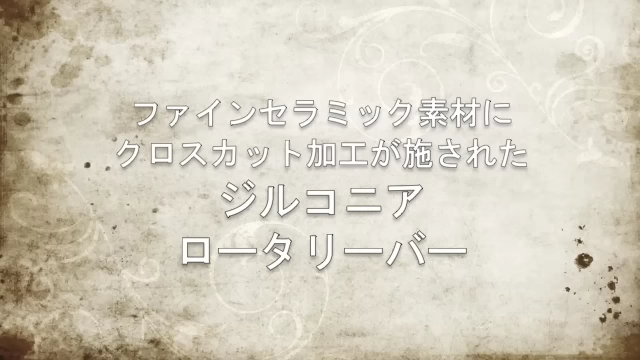 ファインセラミック素材に
クロスカット加工が施された
ジルコニア
ロータリーバー